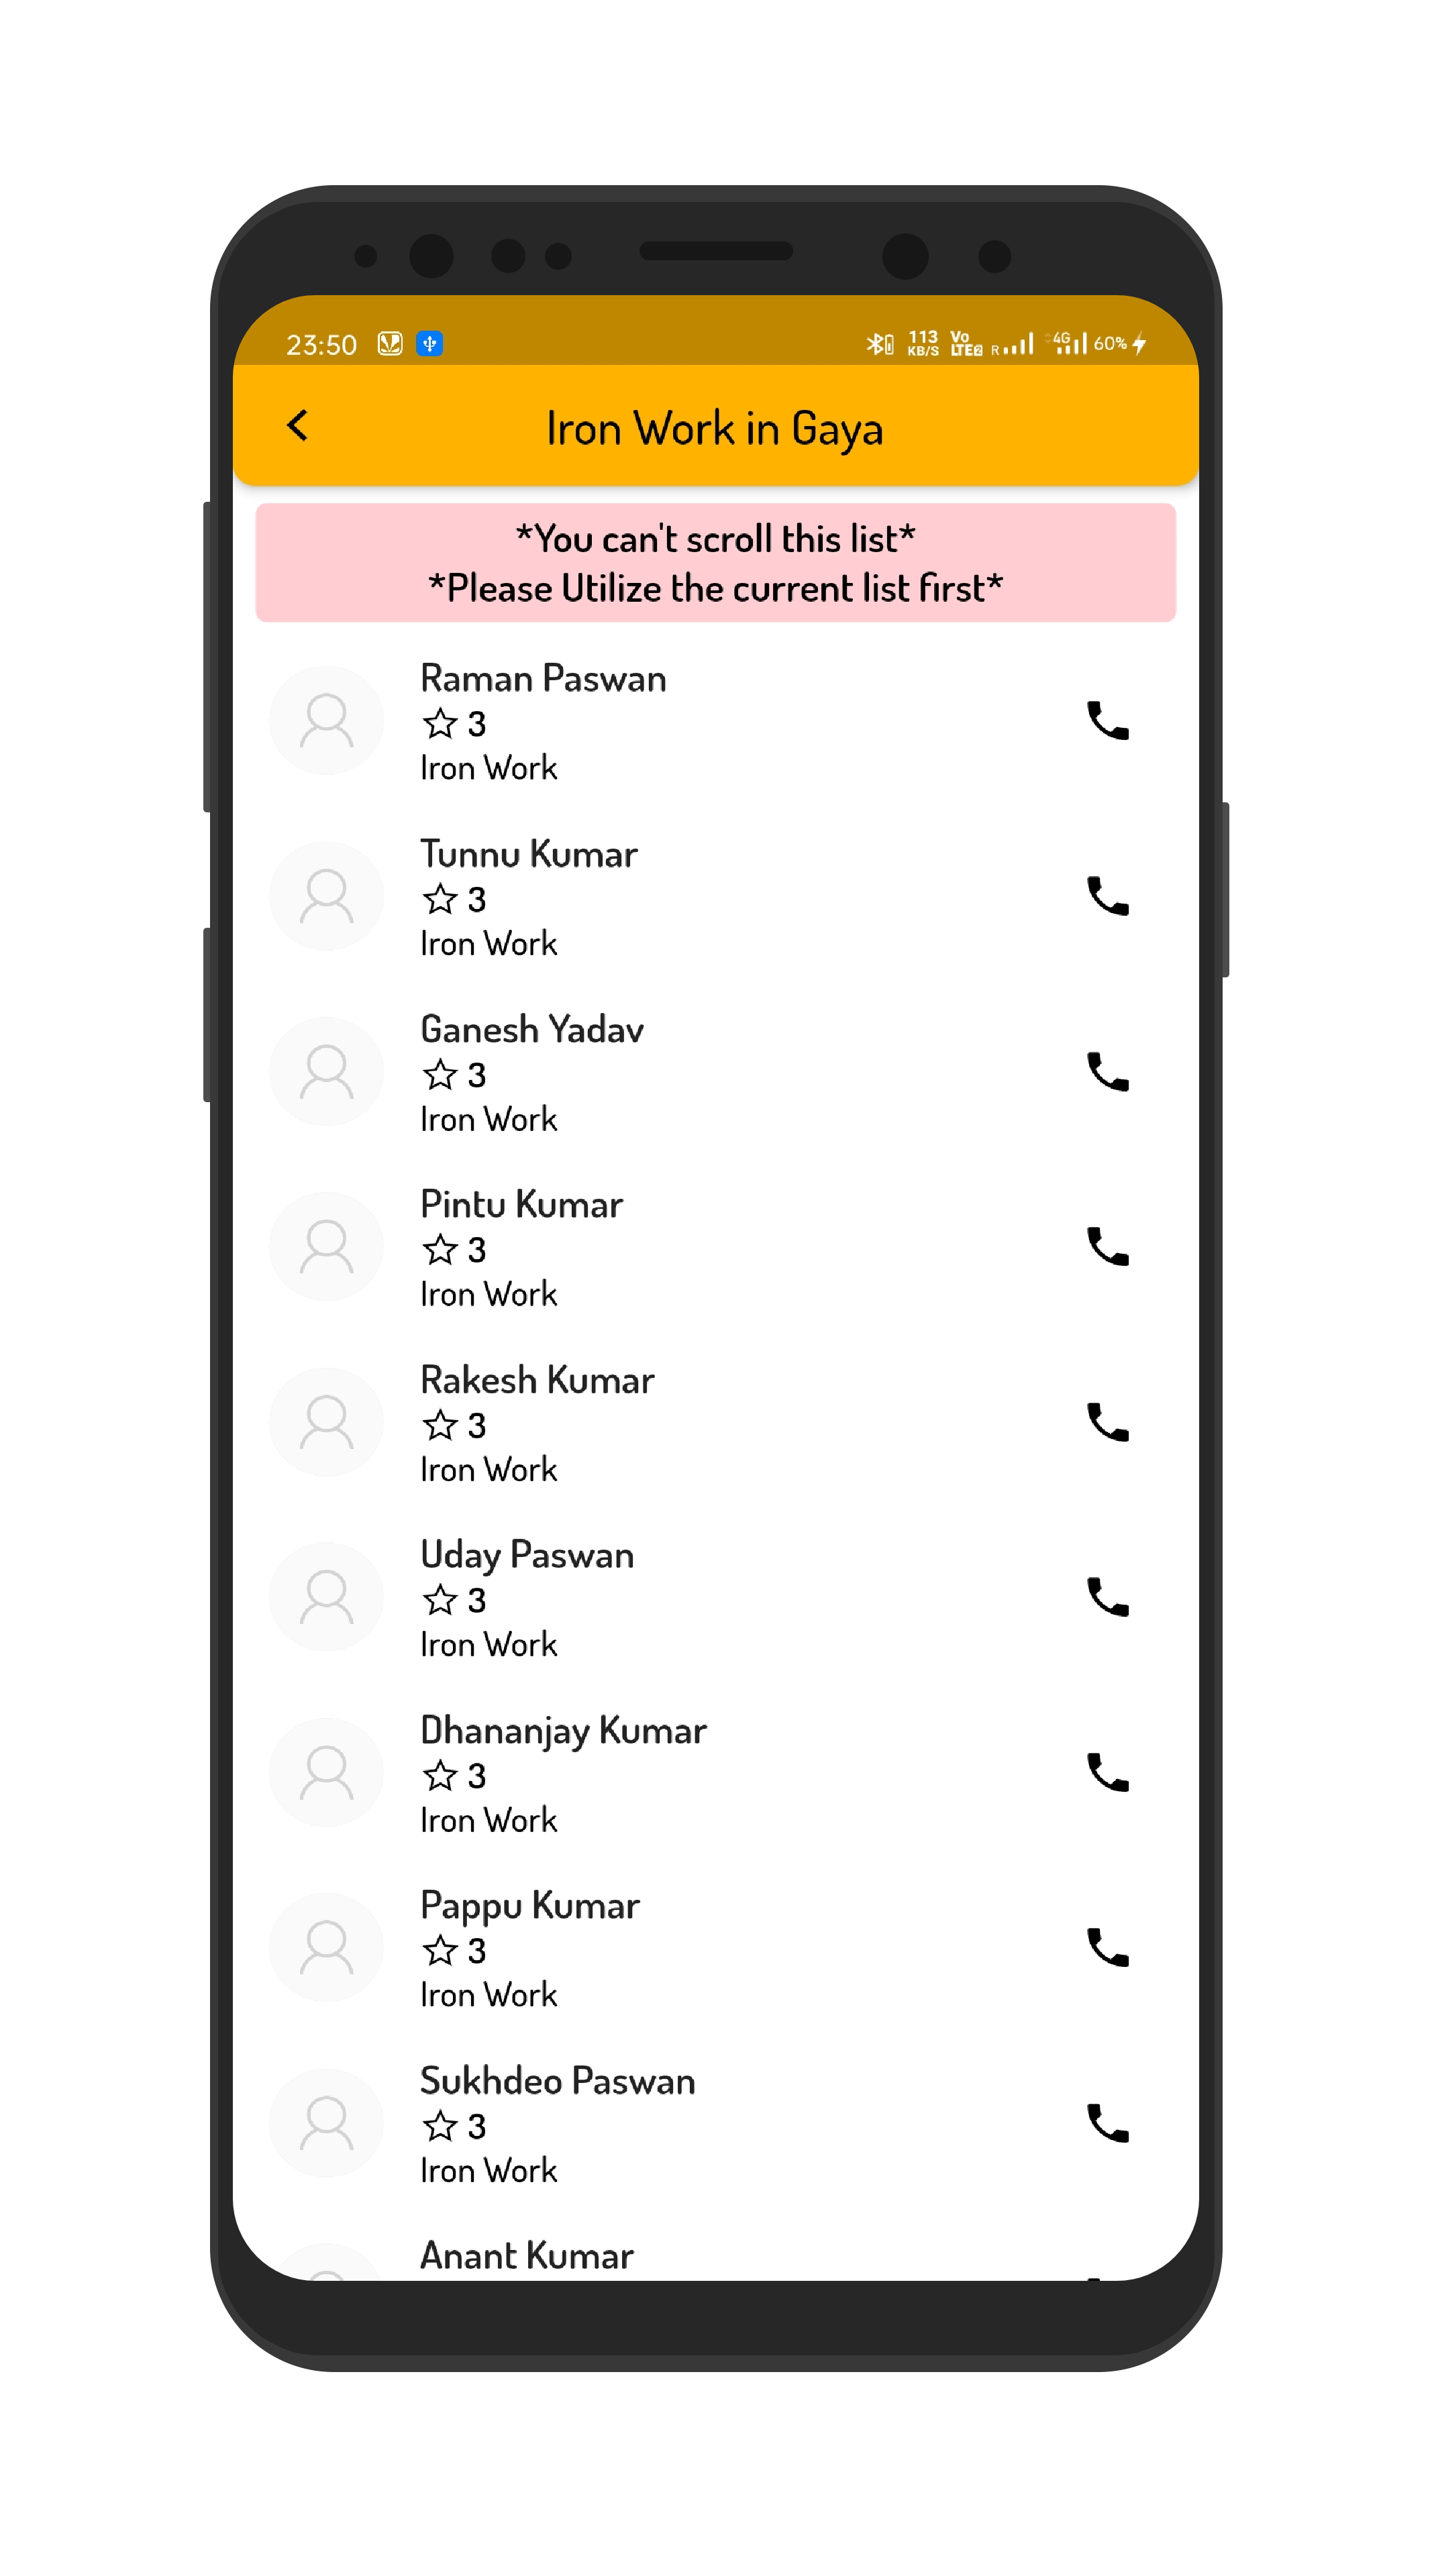 23:50 113 KB/S Vo LTE2 R 4G 60%
Iron Work in Gaya
*You can't scroll this list*
*Please Utilize the current list first*
Raman Paswan
3
Iron Work
Tunnu Kumar
3
Iron Work
Ganesh Yadav
3
Iron Work
Pintu Kumar
3
Iron Work
Rakesh Kumar
3
Iron Work
Uday Paswan
3
Iron Work
Dhananjay Kumar
3
Iron Work
Pappu Kumar
3
Iron Work
Sukhdeo Paswan
3
Iron Work
Anant Kumar